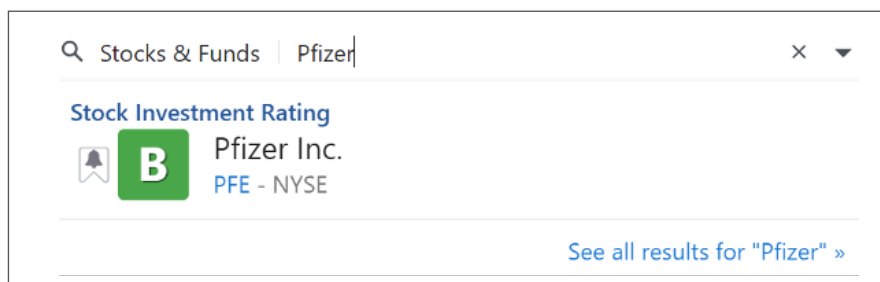 Stocks & Funds Pfizer
Stock Investment Rating
B Pfizer Inc.
PFE - NYSE
See all results for "Pfizer" »